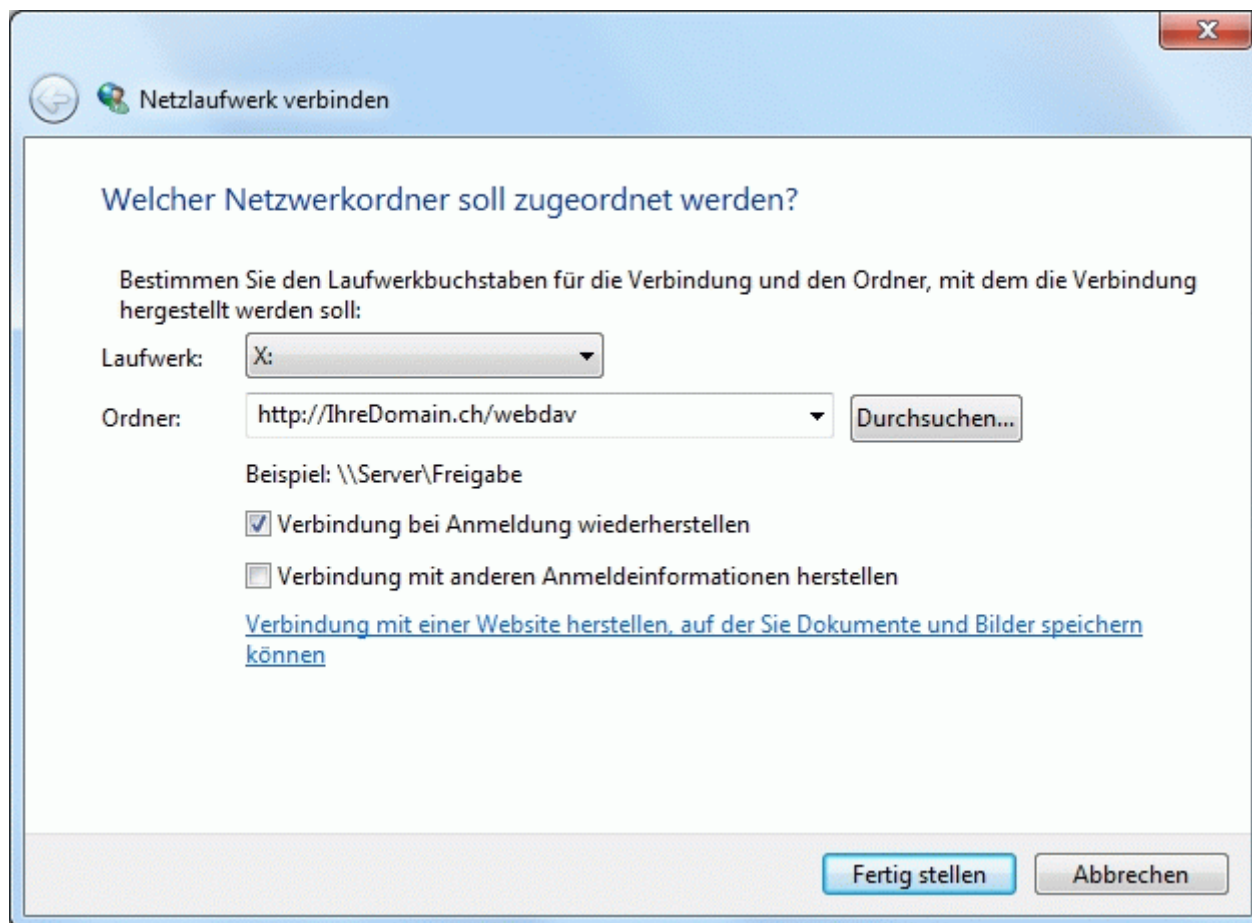 Netzlaufwerk verbinden
Welcher Netzwerkordner soll zugeordnet werden?
Bestimmen Sie den Laufwerkbuchstaben für die Verbindung und den Ordner, mit dem die Verbindung
hergestellt werden soll:
Laufwerk: X:
Ordner: http://IhreDomain.ch/webdav Durchsuchen...
Beispiel: \\Server\Freigabe
Verbindung bei Anmeldung wiederherstellen
Verbindung mit anderen Anmeldeinformationen herstellen
Verbindung mit einer Website herstellen, auf der Sie Dokumente und Bilder speichern
können
Fertig stellen Abbrechen